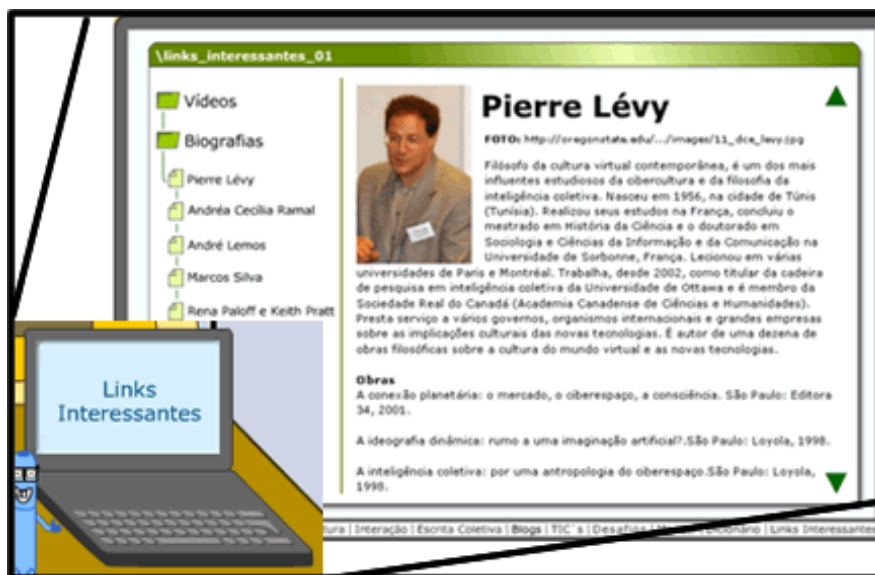 \links_interessantes_01
Vídeos
Biografias
Pierre Lévy
Andréa Cecília Ramal
André Lemos
Marcos Silva
Rena Paloff e Keith Pratt
Pierre Lévy
FOTO: http://oregonstate.edu/.../images/11_dce_levy.jpg
Filósofo da cultura virtual contemporânea, é um dos mais
influentes estudiosos da cibercultura e da filosofia da
inteligência coletiva. Nasceu em 1956, na cidade de Túnis
(Tunísia). Realizou seus estudos na França, concluiu o
mestrado em História da Ciência e o doutorado em
Sociologia e Ciências da Informação e da Comunicação na
Universidade de Sorbonne, França. Lecionou em várias
universidades de Paris e Montréal. Trabalha, desde 2002, como titular da cadeira
de pesquisa em inteligência coletiva da Universidade de Ottawa e é membro da
Sociedade Real do Canadá (Academia Canadense de Ciências e Humanidades).
Presta serviço a vários governos, organismos internacionais e grandes empresas
sobre as implicações culturais das novas tecnologias. É autor de uma dezena de
obras filosóficas sobre a cultura do mundo virtual e as novas tecnologias.
Obras
A conexão planetária: o mercado, o ciberespaço, a consciência. São Paulo: Editora
34, 2001.
A ideografia dinâmica: rumo a uma imaginação artificial?.São Paulo: Loyola, 1998.
A inteligência coletiva: por uma antropologia do ciberespaço.São Paulo: Loyola,
1998.
Links
Interessantes
| Interação | Escrita Coletiva | Blogs | TIC`s | Desafios | Dicionário | Links Interessantes